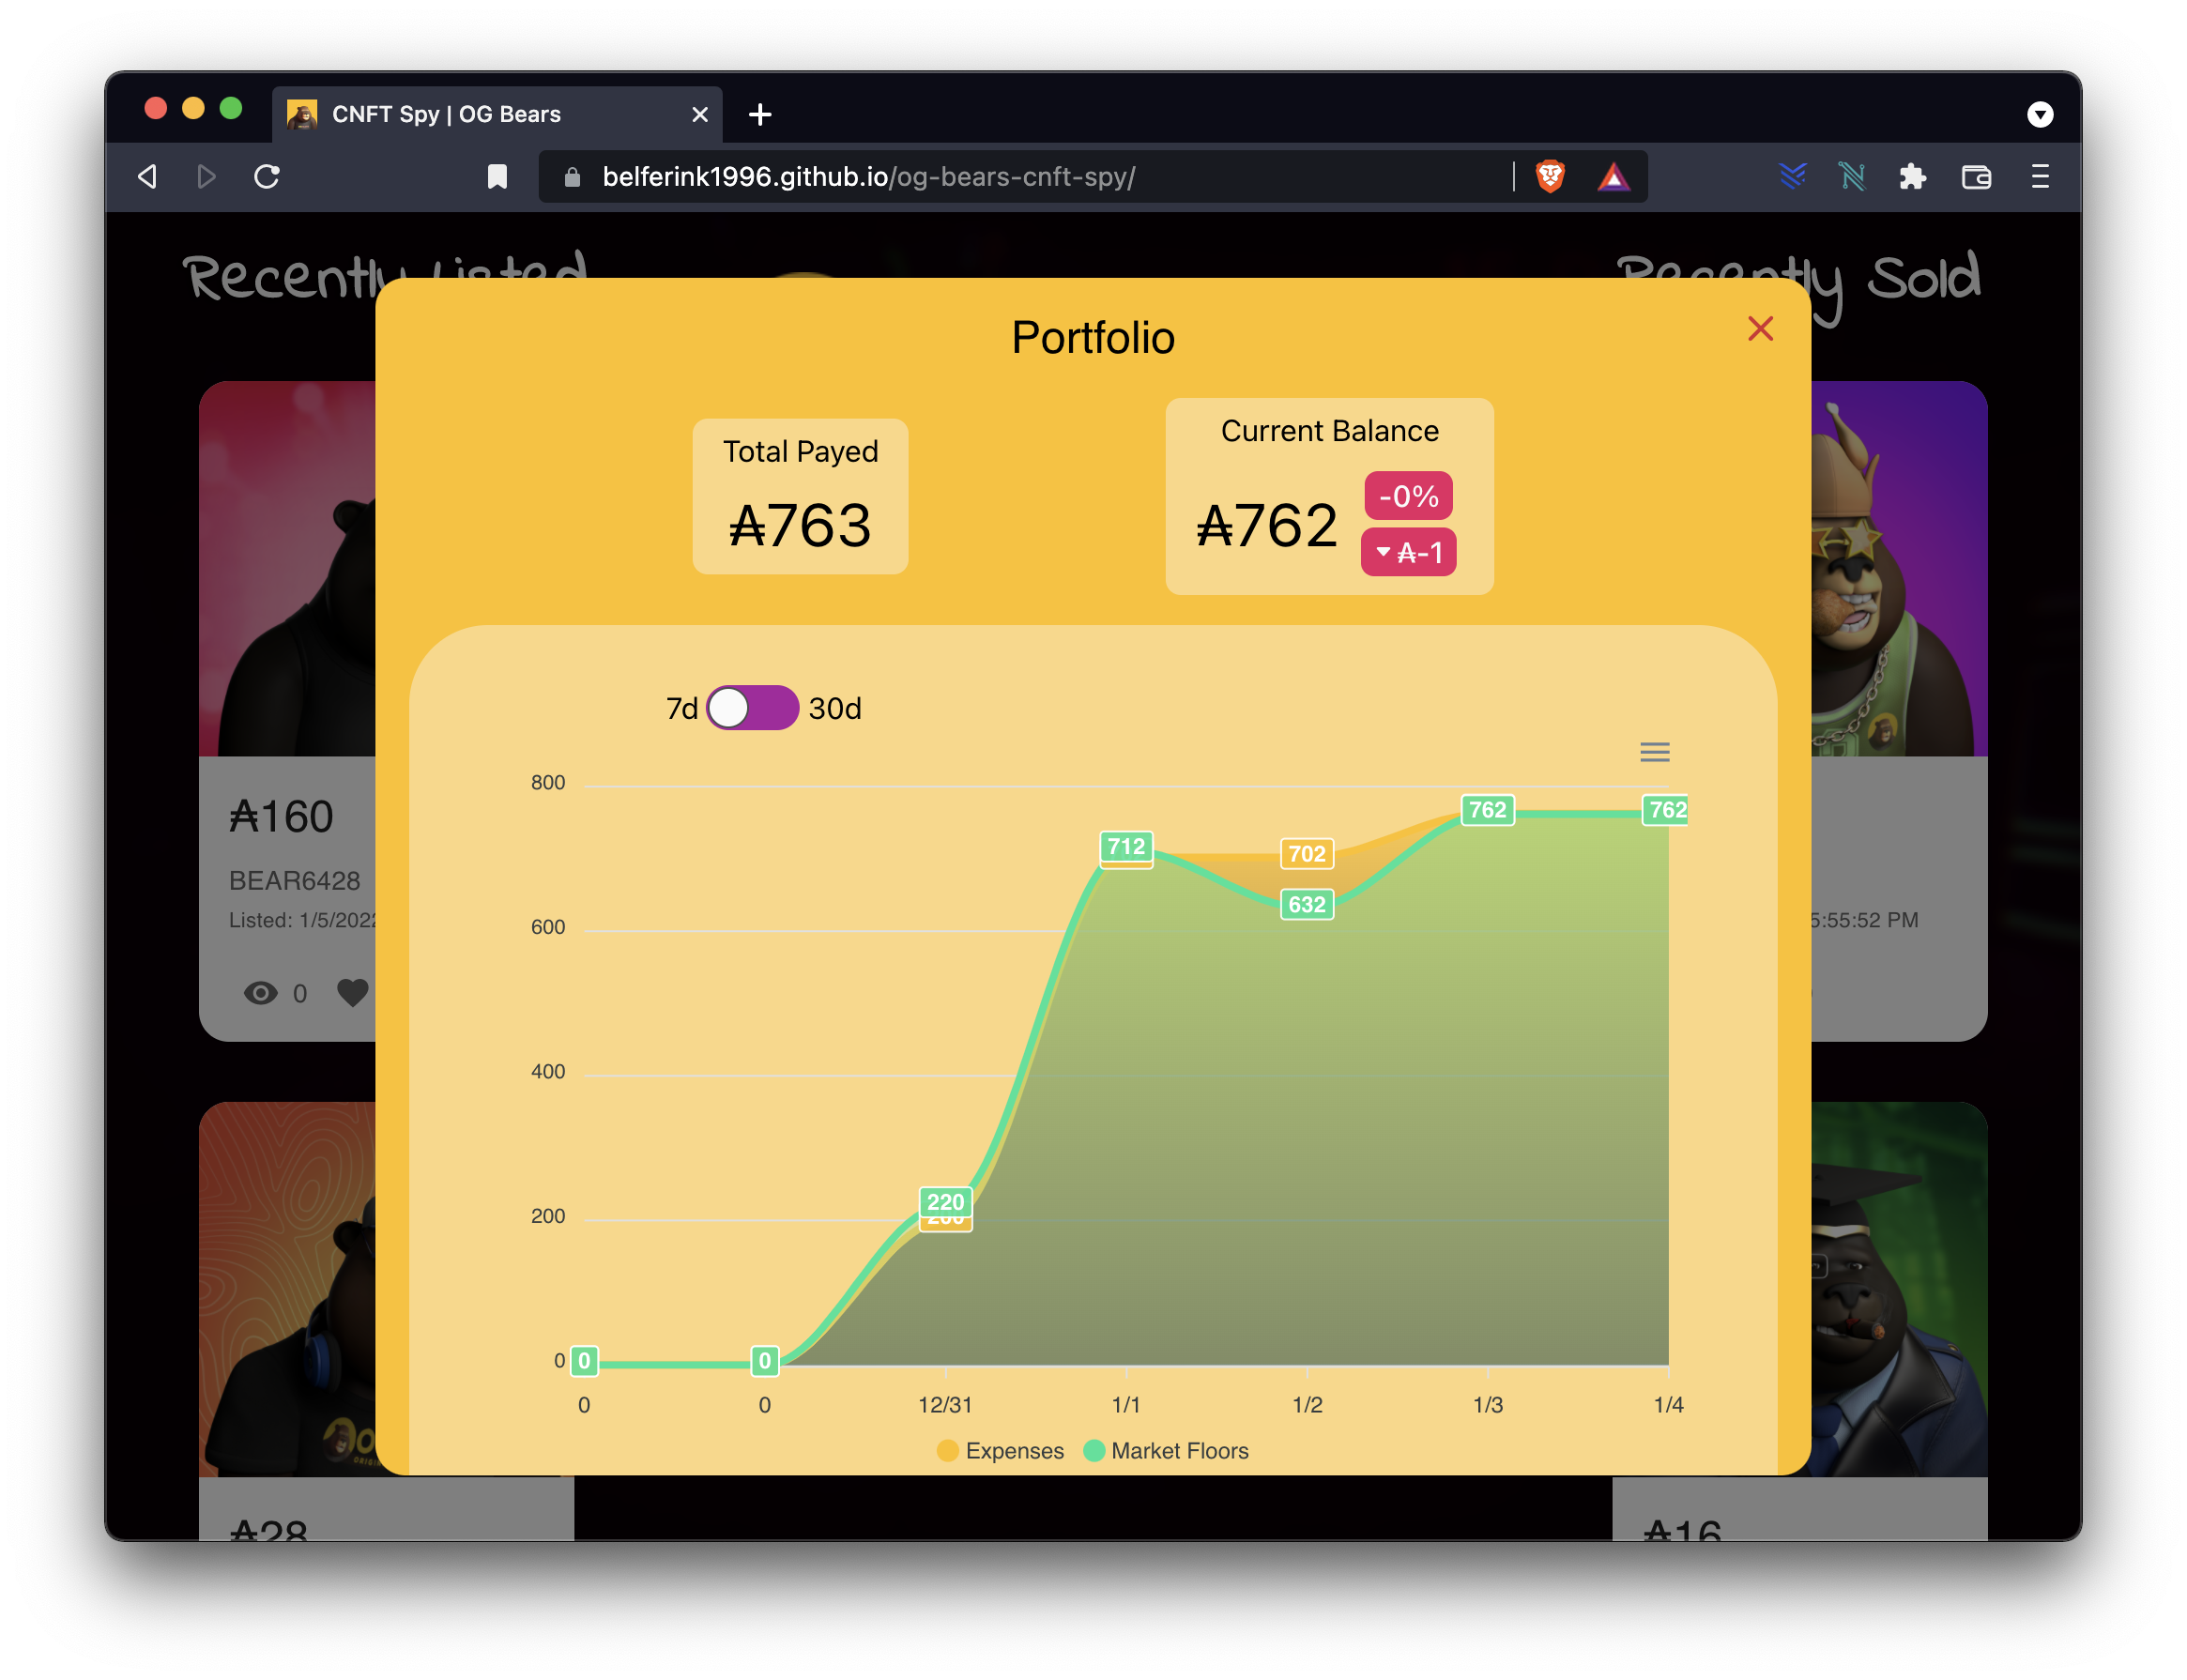 CNFT Spy | OG Bears
belferink1996.github.io/og-bears-cnft-spy/
Recently Listed
Recently Sold
Portfolio
Total Payed
₳763
Current Balance
₳762
-0%
₳-1
7d
30d
₳160
BEAR6428
Listed: 1/5/2022
0
5:55:52 PM
800
600
400
200
0
0
0
220
200
712
702
632
762
762
0
0
12/31
1/1
1/2
1/3
1/4
Expenses
Market Floors
₳28
₳16